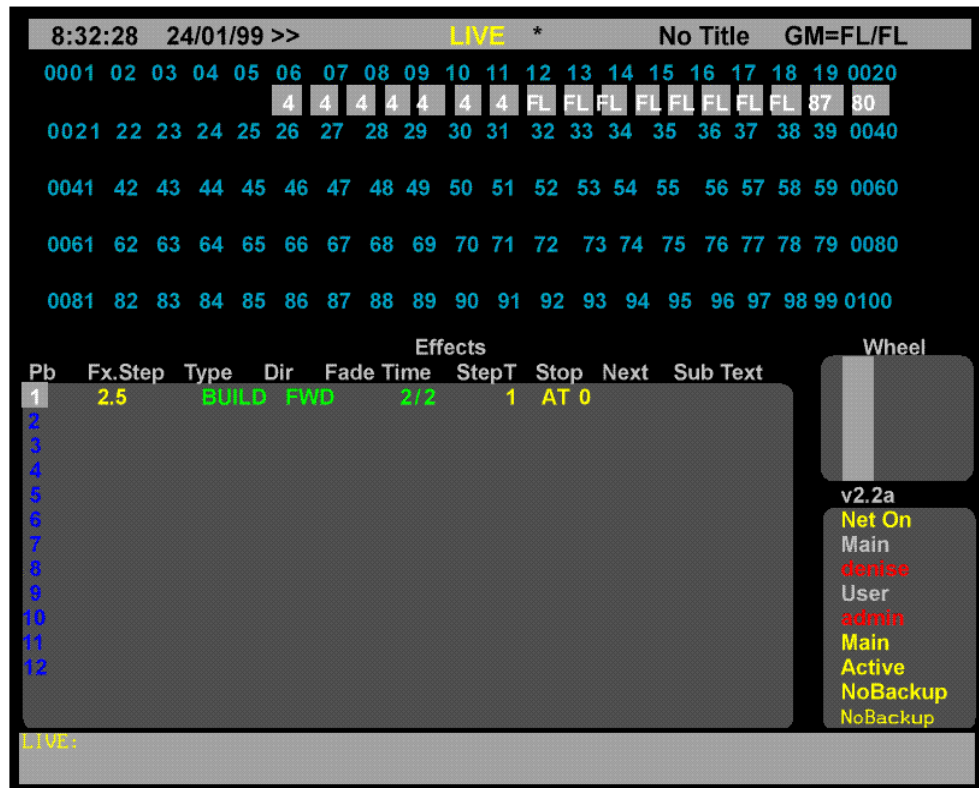 8:32:28 24/01/99 >> LIVE * No Title GM=FL/FL
0001 02 03 04 05 06 07 08 09 10 11 12 13 14 15 16 17 18 19 0020
4 4 4 4 4 4 4 FL FL FL FL FL FL FL FL 87 80
0021 22 23 24 25 26 27 28 29 30 31 32 33 34 35 36 37 38 39 0040
0041 42 43 44 45 46 47 48 49 50 51 52 53 54 55 56 57 58 59 0060
0061 62 63 64 65 66 67 68 69 70 71 72 73 74 75 76 77 78 79 0080
0081 82 83 84 85 86 87 88 89 90 91 92 93 94 95 96 97 98 99 0100
Effects
Pb Fx.Step Type Dir Fade Time StepT Stop Next Sub Text
1 2.5 BUILD FWD 2/2 1 AT 0
2
3
4
5
6
7
8
9
10
11
12
Wheel
v2.2a
Net On
Main
denise
User
admin
Main
Active
NoBackup
NoBackup
LIVE: